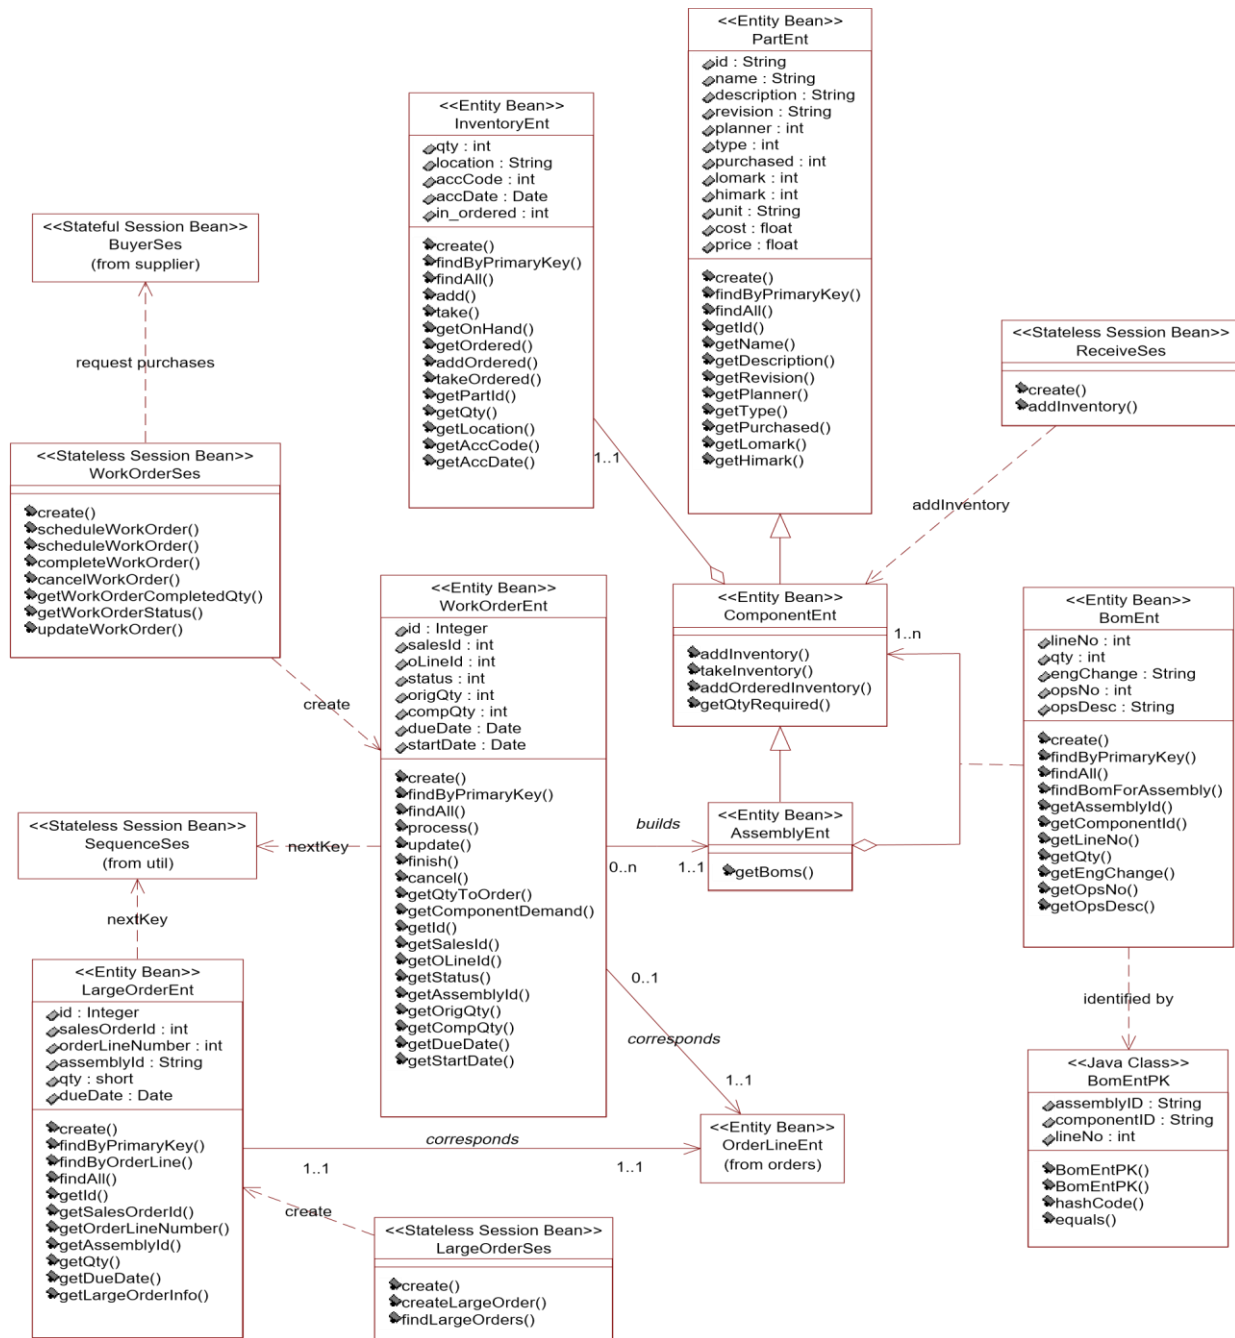 <<Entity Bean>>
PartEnt
id : String
name : String
description : String
revision : String
planner : int
type : int
purchased : int
lomark : int
himark : int
unit : String
cost : float
price : float
create()
findByPrimaryKey()
findAll()
getId()
getName()
getDescription()
getRevision()
getPlanner()
getType()
getPurchased()
getLomark()
getHimark()
<<Entity Bean>>
InventoryEnt
qty : int
location : String
accCode : int
accDate : Date
in_ordered : int
create()
findByPrimaryKey()
findAll()
add()
take()
getOnHand()
getOrdered()
addOrdered()
takeOrdered()
getPartId()
getQty()
getLocation()
getAccCode()
getAccDate()
1..1
<<Stateful Session Bean>>
BuyerSes
(from supplier)
request purchases
<<Stateless Session Bean>>
WorkOrderSes
create()
scheduleWorkOrder()
scheduleWorkOrder()
completeWorkOrder()
cancelWorkOrder()
getWorkOrderCompletedQty()
getWorkOrderStatus()
updateWorkOrder()
create
<<Stateless Session Bean>>
ReceiveSes
create()
addInventory()
addInventory
<<Entity Bean>>
ComponentEnt
addInventory()
takeInventory()
addOrderedInventory()
getQtyRequired()
1..n
<<Entity Bean>>
BomEnt
lineNo : int
qty : int
engChange : String
opsNo : int
opsDesc : String
create()
findByPrimaryKey()
findAll()
findBomForAssembly()
getAssemblyId()
getComponentId()
getLineNo()
getQty()
getEngChange()
getOpsNo()
getOpsDesc()
identified by
<<Java Class>>
BomEntPK
assemblyID : String
componentID : String
lineNo : int
BomEntPK()
BomEntPK()
hashCode()
equals()
<<Entity Bean>>
WorkOrderEnt
id : Integer
salesId : int
oLineId : int
status : int
origQty : int
compQty : int
dueDate : Date
startDate : Date
create()
findByPrimaryKey()
findAll()
process()
update()
finish()
cancel()
getQtyToOrder()
getComponentDemand()
getId()
getSalesId()
getOLineId()
getStatus()
getAssemblyId()
getOrigQty()
getCompQty()
getDueDate()
getStartDate()
builds
0..n
1..1
<<Entity Bean>>
AssemblyEnt
getBoms()
0..1
corresponds
1..1
<<Stateless Session Bean>>
SequenceSes
(from util)
nextKey
nextKey
<<Entity Bean>>
LargeOrderEnt
id : Integer
salesOrderId : int
orderLineNumber : int
assemblyId : String
qty : short
dueDate : Date
create()
findByPrimaryKey()
findByOrderLine()
findAll()
getId()
getSalesOrderId()
getOrderLineNumber()
getAssemblyId()
getQty()
getDueDate()
getLargeOrderInfo()
corresponds
1..1
1..1
<<Entity Bean>>
OrderLineEnt
(from orders)
create
<<Stateless Session Bean>>
LargeOrderSes
create()
createLargeOrder()
findLargeOrders()